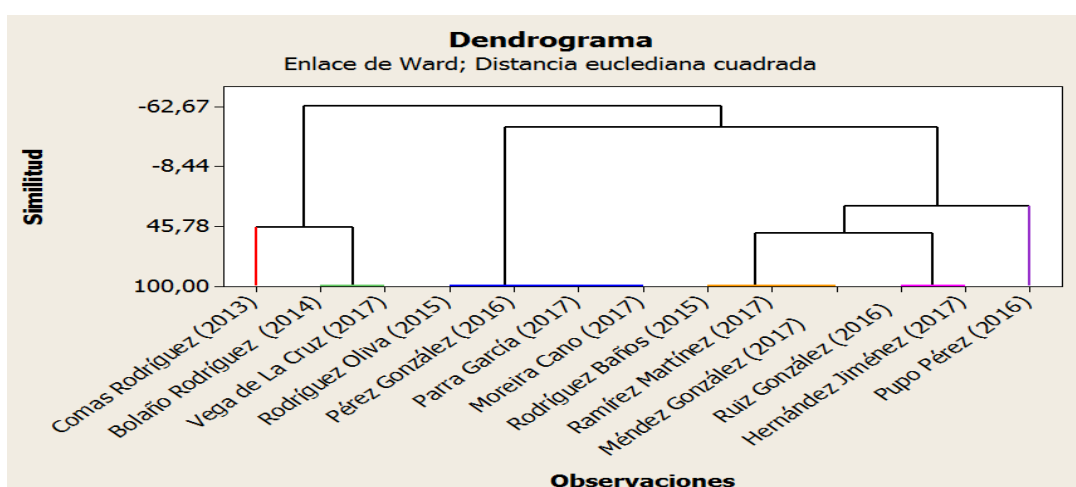 Dendrograma
Enlace de Ward; Distancia euclediana cuadrada
Similitud
-62,67
-8,44
45,78
100,00
Comas Rodríguez (2013)
Bolaño Rodríguez (2014)
Vega de La Cruz (2017)
Rodríguez Oliva (2015)
Pérez González (2016)
Parra García (2017)
Moreira Cano (2017)
Rodríguez Baños (2015)
Ramírez Martínez (2017)
Méndez González (2017)
Ruiz González (2016)
Hernández Jiménez (2017)
Pupo Pérez (2016)
Observaciones